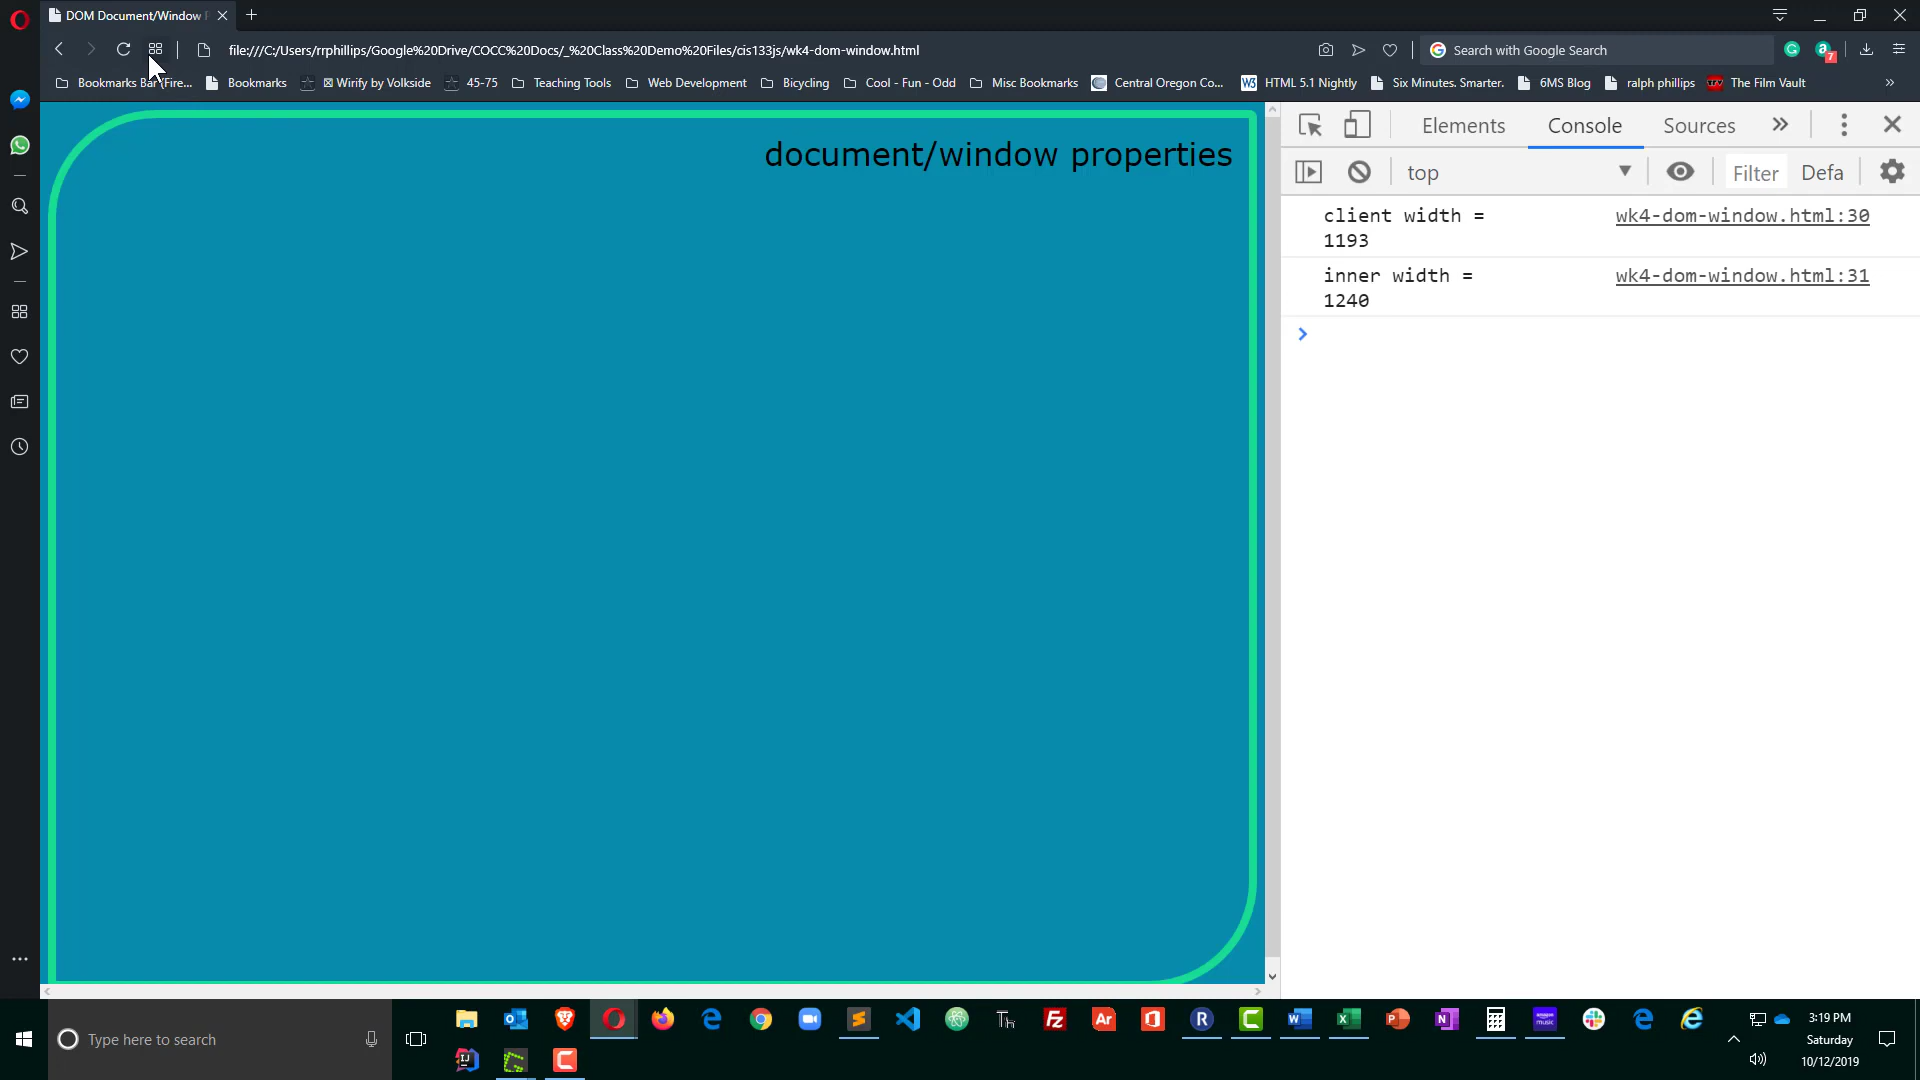 DOM Document/Window
file:///C:/Users/rrphillips/Google%20Drive/COCC%20Docs/_%20Class%20Demo%20Files/cis133js/wk4-dom-window.html
Search with Google Search
7
Bookmarks Bar (Fire...
Bookmarks
Wirify by Volkside
45-75
Teaching Tools
Web Development
Bicycling
Cool - Fun - Odd
Misc Bookmarks
Central Oregon Co...
W3
HTML 5.1 Nightly
Six Minutes. Smarter.
6MS Blog
ralph phillips
The Film Vault
»
document/window properties
Elements
Console
Sources
»
top
Filter
Defa
client width =
1193
wk4-dom-window.html:30
inner width =
1240
wk4-dom-window.html:31
Type here to search
3:19 PM
Saturday
10/12/2019